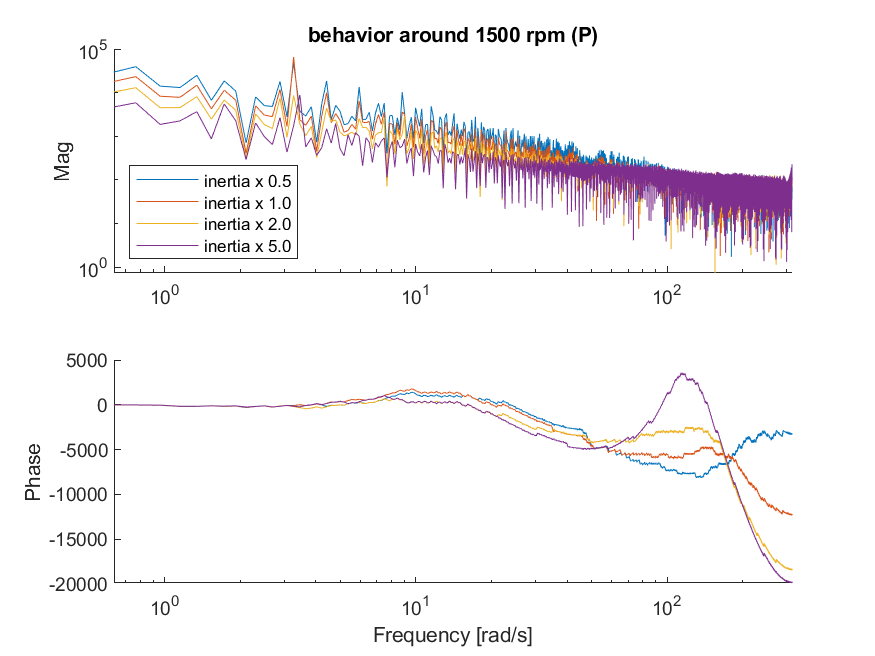 behavior around 1500 rpm (P)
10^5
Mag
10^0
inertia x 0.5
inertia x 1.0
inertia x 2.0
inertia x 5.0
10^0 10^1 10^2
5000
0
-5000
-10000
-15000
-20000
Phase
10^0 10^1 10^2
Frequency [rad/s]